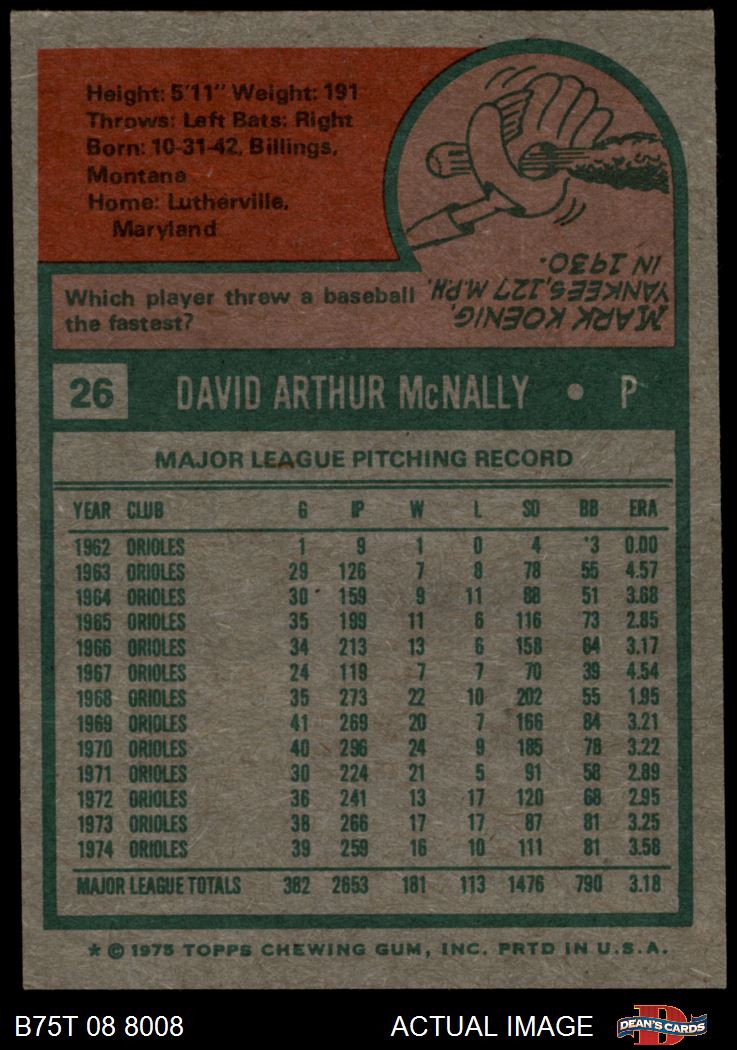 Height: 5'11" Weight: 191
Throws: Left Bats: Right
Born: 10-31-42, Billings,
Montana
Home: Lutherville,
Maryland
Which player threw a baseball
the fastest?
MARK KOENIG,
YANKEES, 127 M.P.H.
IN 1930.
26 DAVID ARTHUR McNALLY • P
MAJOR LEAGUE PITCHING RECORD
YEAR CLUB G IP W L SO BB ERA
1962 ORIOLES 1 9 1 0 4 3 0.00
1963 ORIOLES 29 126 7 8 78 55 4.57
1964 ORIOLES 30 159 9 11 88 51 3.68
1965 ORIOLES 35 199 11 6 116 73 2.85
1966 ORIOLES 34 213 13 6 158 64 3.17
1967 ORIOLES 24 119 7 7 70 39 4.54
1968 ORIOLES 35 273 22 10 202 55 1.95
1969 ORIOLES 41 269 20 7 166 84 3.21
1970 ORIOLES 40 296 24 9 185 78 3.22
1971 ORIOLES 30 224 21 5 91 58 2.89
1972 ORIOLES 36 241 13 17 120 68 2.95
1973 ORIOLES 38 266 17 17 87 81 3.25
1974 ORIOLES 39 259 16 10 111 81 3.58
MAJOR LEAGUE TOTALS 382 2653 181 113 1476 790 3.18
* © 1975 TOPPS CHEWING GUM, INC. PRTD IN U.S.A.
B75T 08 8008 ACTUAL IMAGE D DEAN'S CARDS